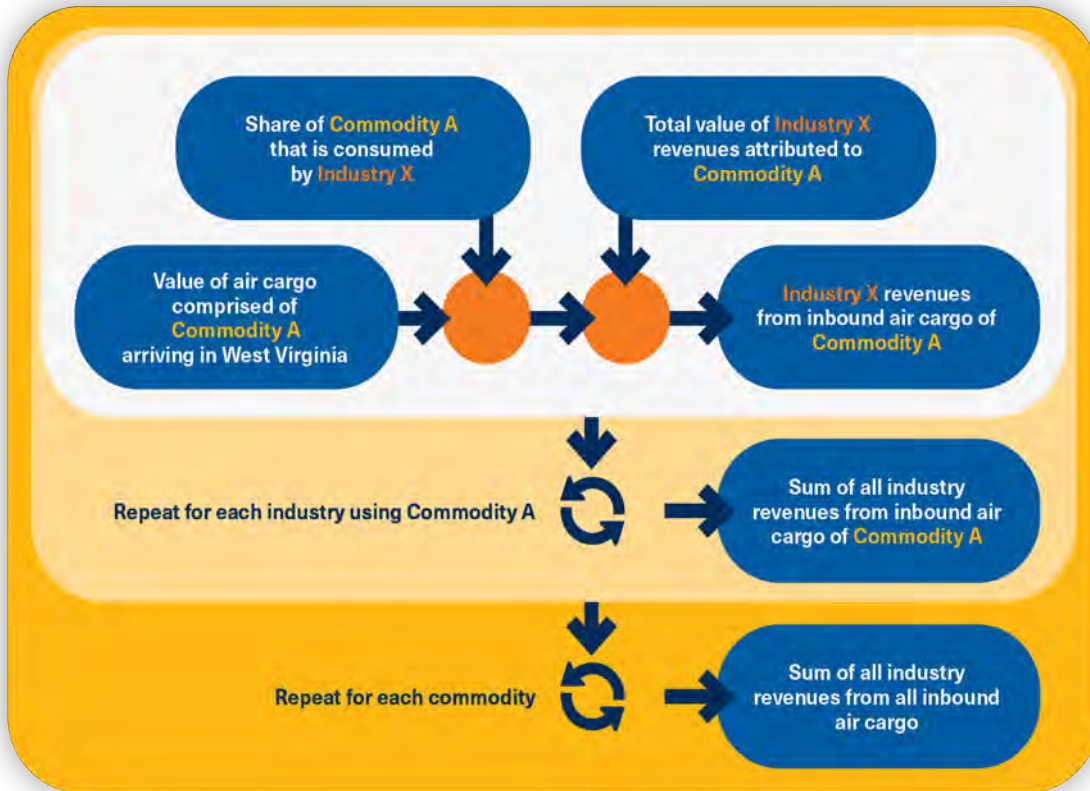 Share of Commodity A
that is consumed
by Industry X
Total value of Industry X
revenues attributed to
Commodity A
Value of air cargo
comprised of
Commodity A
arriving in West Virginia
Industry X revenues
from inbound air cargo of
Commodity A
Repeat for each industry using Commodity A
Sum of all industry
revenues from inbound air
cargo of Commodity A
Repeat for each commodity
Sum of all industry
revenues from all inbound
air cargo